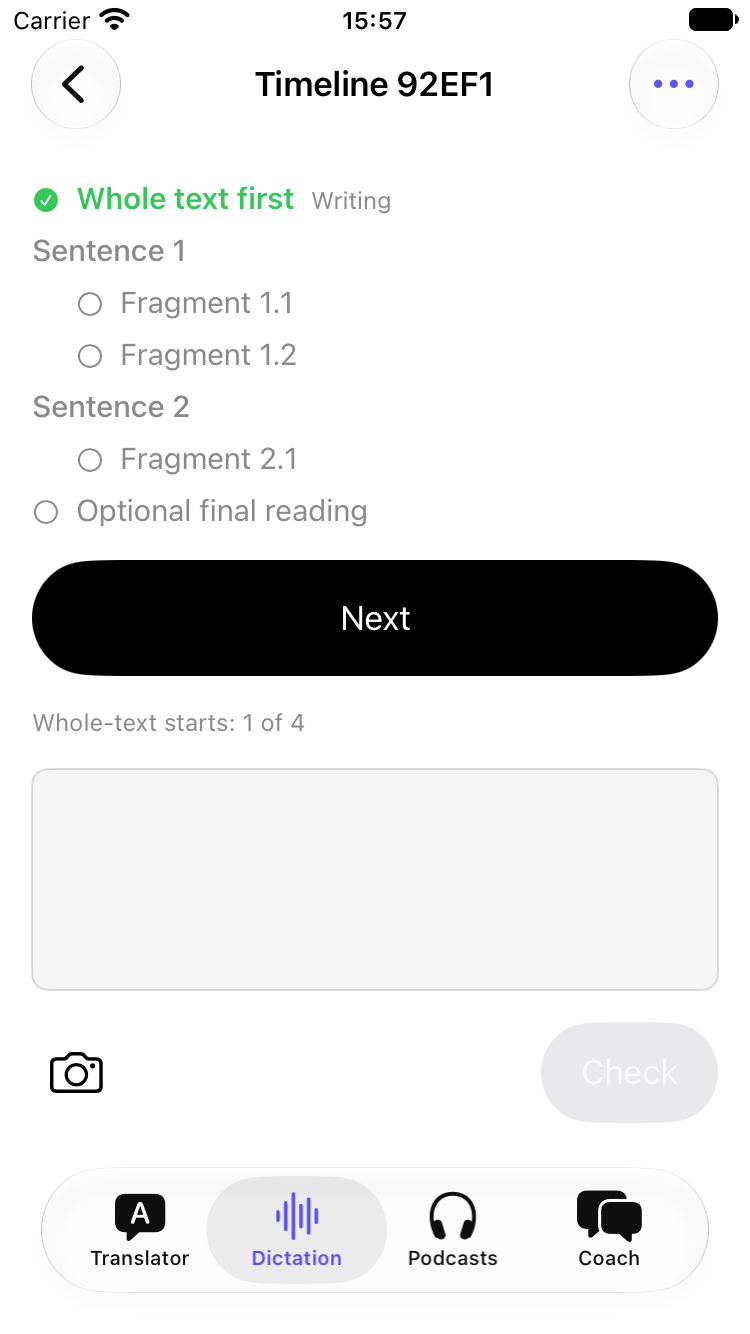 Carrier 15:57
Timeline 92EF1
Whole text first Writing
Sentence 1
Fragment 1.1
Fragment 1.2
Sentence 2
Fragment 2.1
Optional final reading
Next
Whole-text starts: 1 of 4
Check
A
Translator Dictation Podcasts Coach